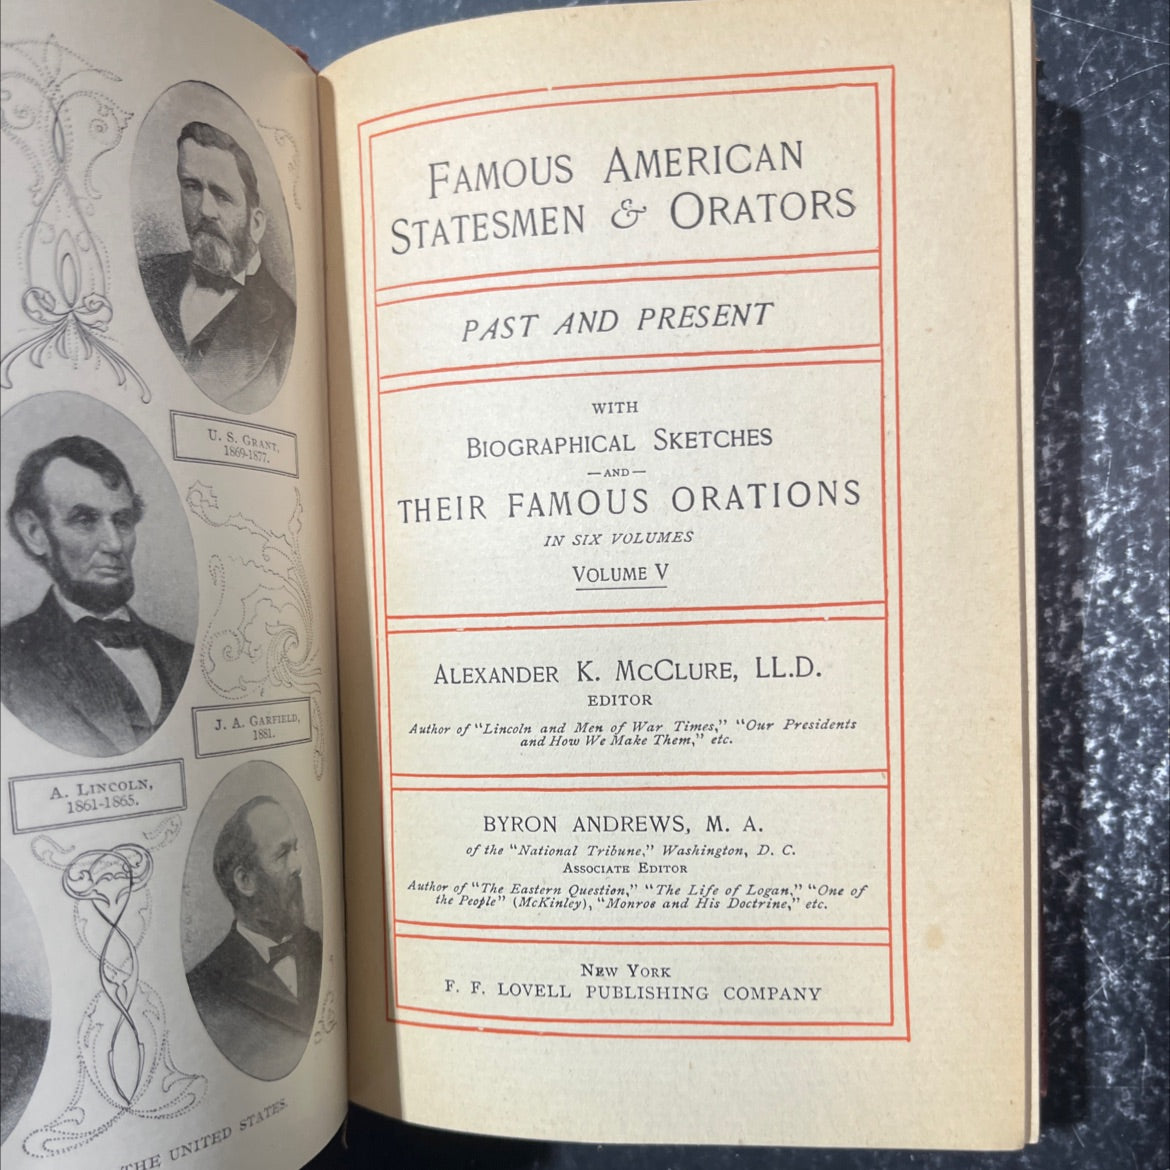 U. S. GRANT,
1869-1877.
A. LINCOLN,
1861-1865.
J. A. GARFIELD,
1881.
THE UNITED STATES.
FAMOUS AMERICAN
STATESMEN & ORATORS
PAST AND PRESENT
WITH
BIOGRAPHICAL SKETCHES
—AND—
THEIR FAMOUS ORATIONS
IN SIX VOLUMES
VOLUME V
ALEXANDER K. McCLURE, LL.D.
EDITOR
Author of "Lincoln and Men of War Times," "Our Presidents
and How We Make Them," etc.
BYRON ANDREWS, M. A.
of the "National Tribune," Washington, D. C.
ASSOCIATE EDITOR
Author of "The Eastern Question," "The Life of Logan," "One of
the People" (McKinley), "Monroe and His Doctrine," etc.
NEW YORK
F. F. LOVELL PUBLISHING COMPANY